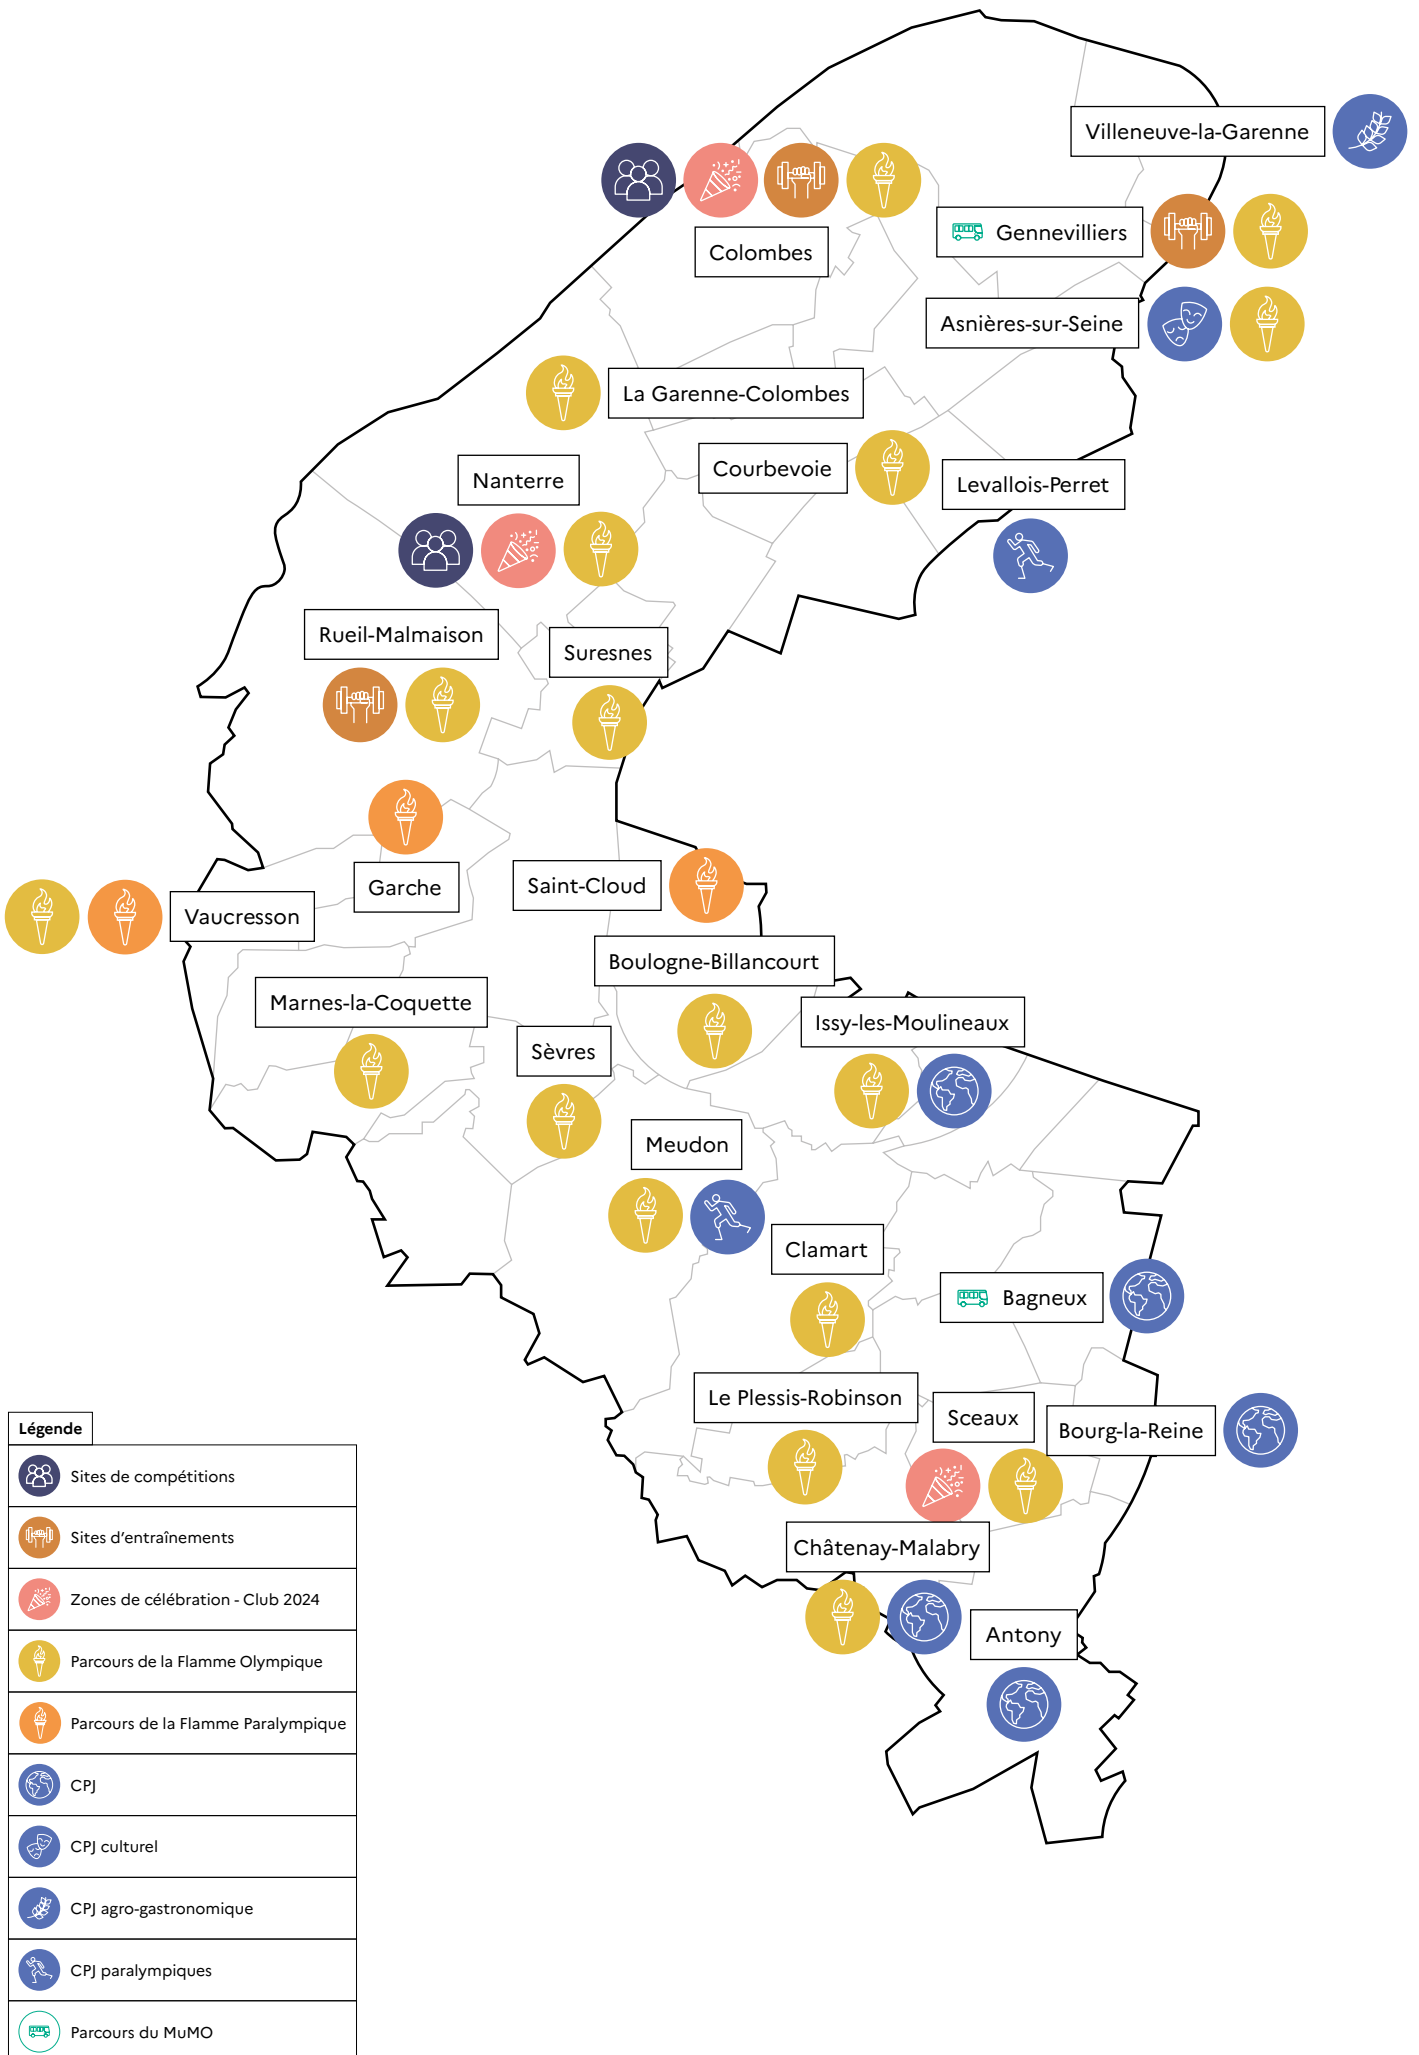 Villeneuve-la-Garenne
Gennevilliers
Colombes
Asnières-sur-Seine
La Garenne-Colombes
Courbevoie
Nanterre
Levallois-Perret
Rueil-Malmaison
Suresnes
Garche
Saint-Cloud
Vaucresson
Boulogne-Billancourt
Marnes-la-Coquette
Issy-les-Moulineaux
Sèvres
Meudon
Clamart
Bagneux
Le Plessis-Robinson
Sceaux
Bourg-la-Reine
Châtenay-Malabry
Antony
Légende
Sites de compétitions
Sites d'entraînements
Zones de célébration - Club 2024
Parcours de la Flamme Olympique
Parcours de la Flamme Paralympique
CPJ
CPJ culturel
CPJ agro-gastronomique
CPJ paralympiques
Parcours du MuMO